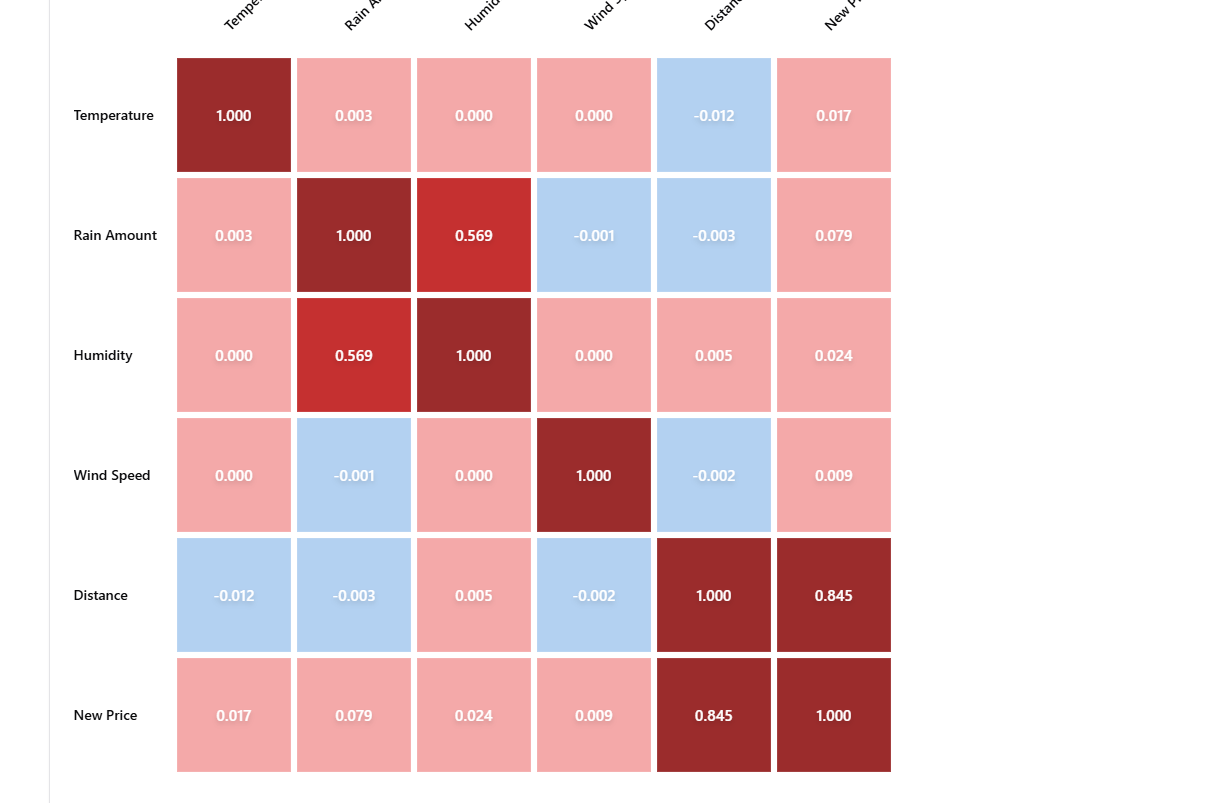 Rain
Temperature 1.000 0.003 0.000 0.000 -0.012 0.017
Rain Amount 0.003 1.000 0.569 -0.001 -0.003 0.079
Humidity 0.000 0.569 1.000 0.000 0.005 0.024
Wind Speed 0.000 -0.001 0.000 1.000 -0.002 0.009
Distance -0.012 -0.003 0.005 -0.002 1.000 0.845
New Price 0.017 0.079 0.024 0.009 0.845 1.000